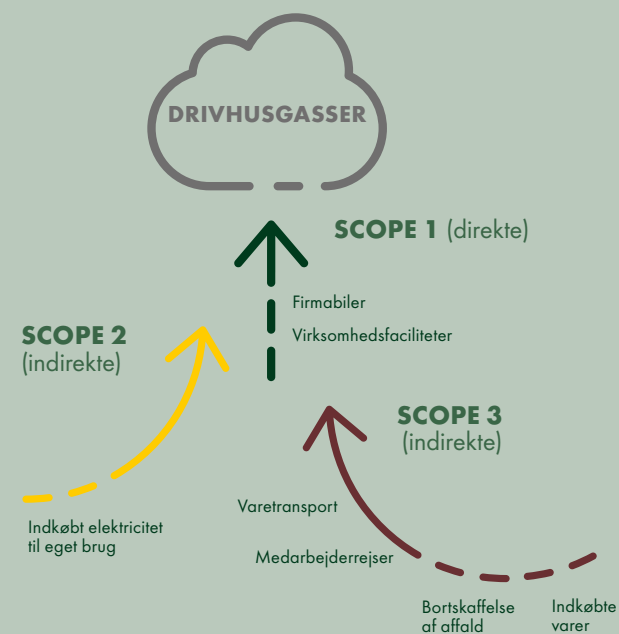 DRIVHUSGASSER
SCOPE 1 (direkte)
Firmabiler
Virksomhedsfaciliteter
SCOPE 2
(indirekte)
Indkøbt elektricitet
til eget brug
SCOPE 3
(indirekte)
Varetransport
Medarbejderrejser
Bortskaffelse
af affald
Indkøbte
varer